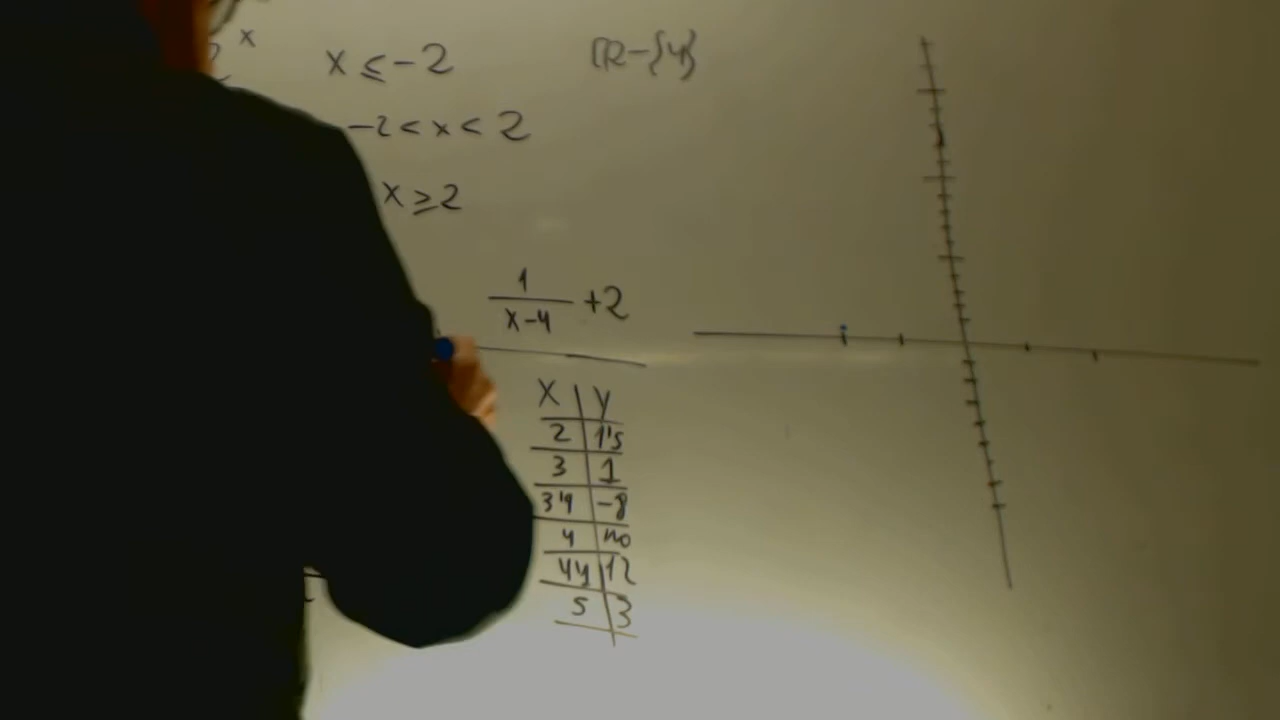 x x ≤ -2 ℝ-{4}
-2 < x < 2
x ≥ 2
1
x-4 +2
x | y
2 | 1'5
3 | 1
3'9 | -8
4 | no
4'1 | 12
5 | 3